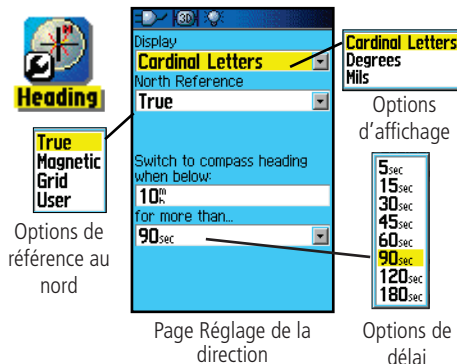 3D
Heading
Display
Cardinal Letters
North Reference
True
Switch to compass heading
when below:
10 m/h
for more than...
90sec
Cardinal Letters
Degrees
Mils
Options
d'affichage
True
Magnetic
Grid
User
Options de
référence au
nord
5sec
15sec
30sec
45sec
60sec
90sec
120sec
180sec
Options de
délai
Page Réglage de la
direction